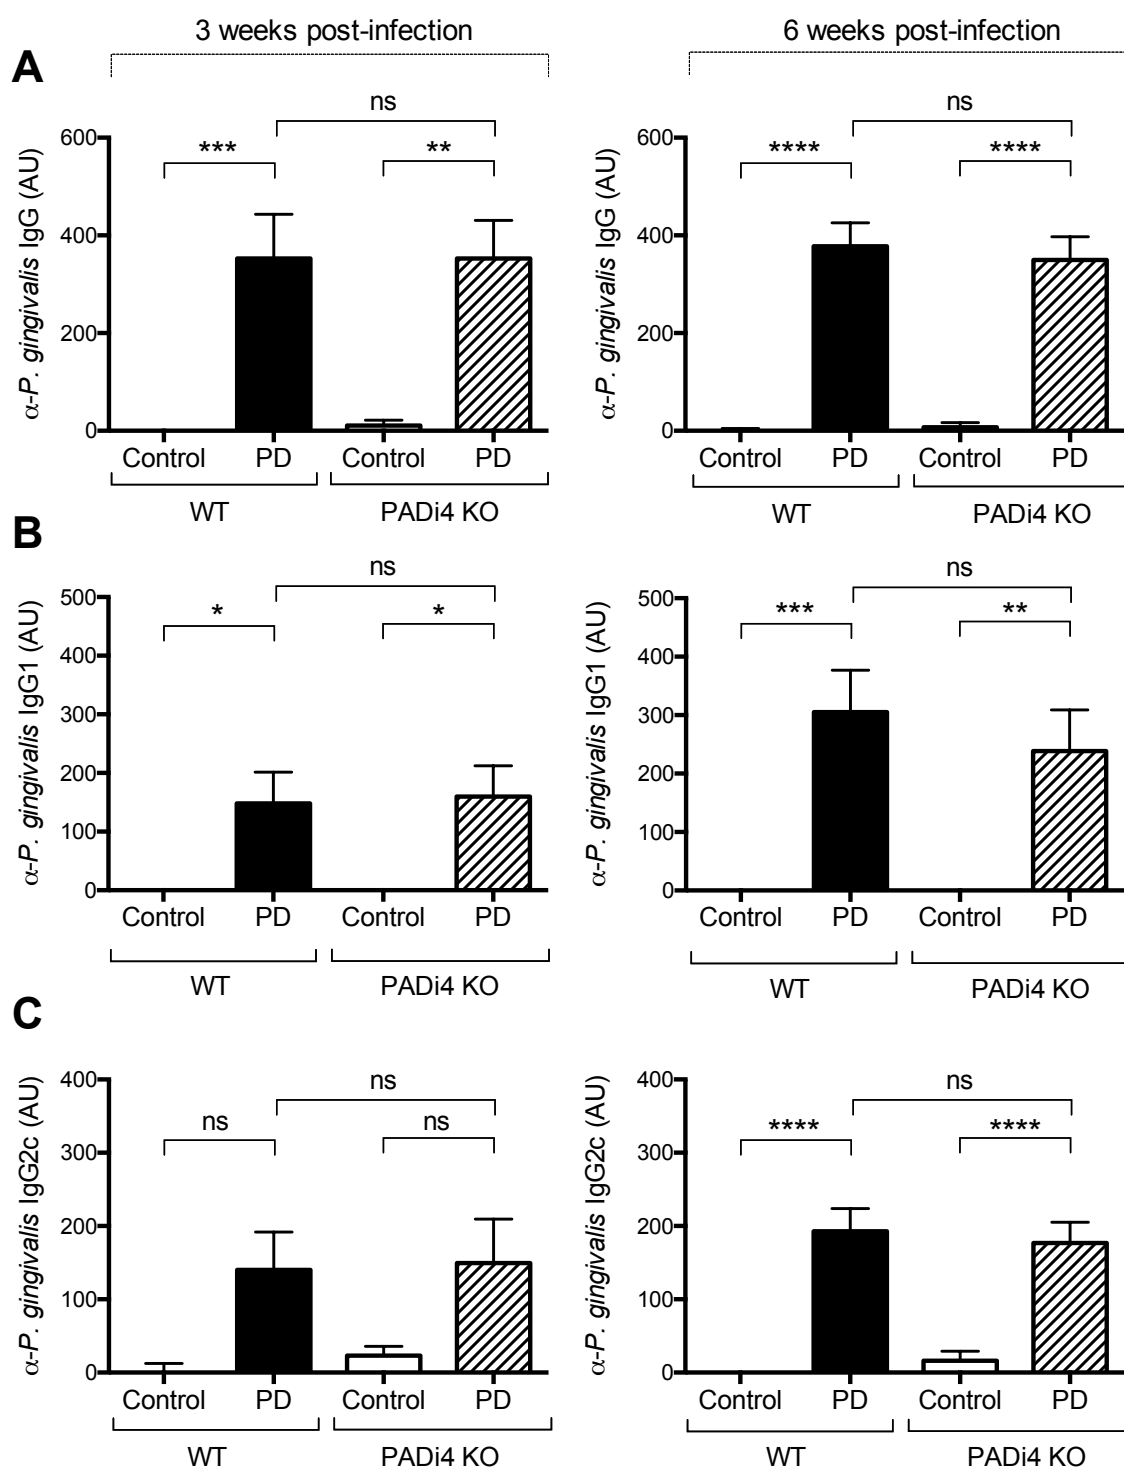 3 weeks post-infection
6 weeks post-infection
A
α-P. gingivalis IgG (AU)
600
400
200
0
ns
***
**
Control PD Control PD
WT PADi4 KO
α-P. gingivalis IgG (AU)
600
400
200
0
ns
****
****
Control PD Control PD
WT PADi4 KO
B
α-P. gingivalis IgG1 (AU)
500
400
300
200
100
0
ns
*
*
Control PD Control PD
WT PADi4 KO
α-P. gingivalis IgG1 (AU)
500
400
300
200
100
0
ns
***
**
Control PD Control PD
WT PADi4 KO
C
α-P. gingivalis IgG2c (AU)
400
300
200
100
0
ns
ns
ns
Control PD Control PD
WT PADi4 KO
α-P. gingivalis IgG2c (AU)
400
300
200
100
0
ns
****
****
Control PD Control PD
WT PADi4 KO